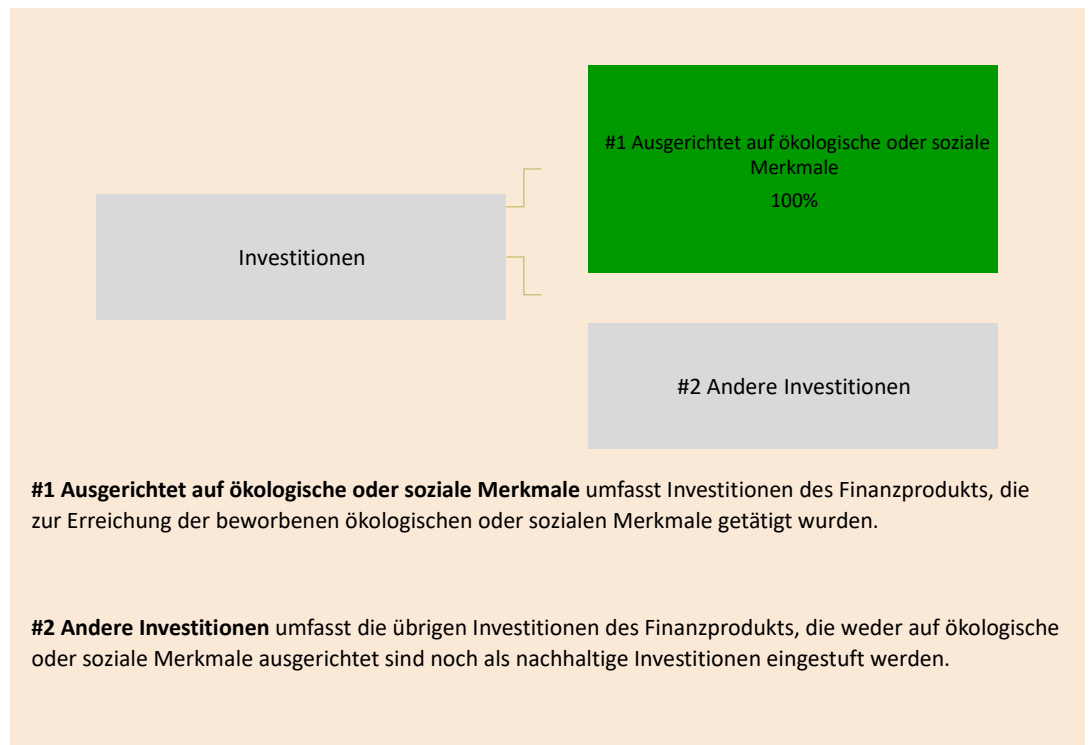 #1 Ausgerichtet auf ökologische oder soziale
Merkmale
100%
Investitionen
#2 Andere Investitionen
#1 Ausgerichtet auf ökologische oder soziale Merkmale umfasst Investitionen des Finanzprodukts, die
zur Erreichung der beworbenen ökologischen oder sozialen Merkmale getätigt wurden.
#2 Andere Investitionen umfasst die übrigen Investitionen des Finanzprodukts, die weder auf ökologische
oder soziale Merkmale ausgerichtet sind noch als nachhaltige Investitionen eingestuft werden.